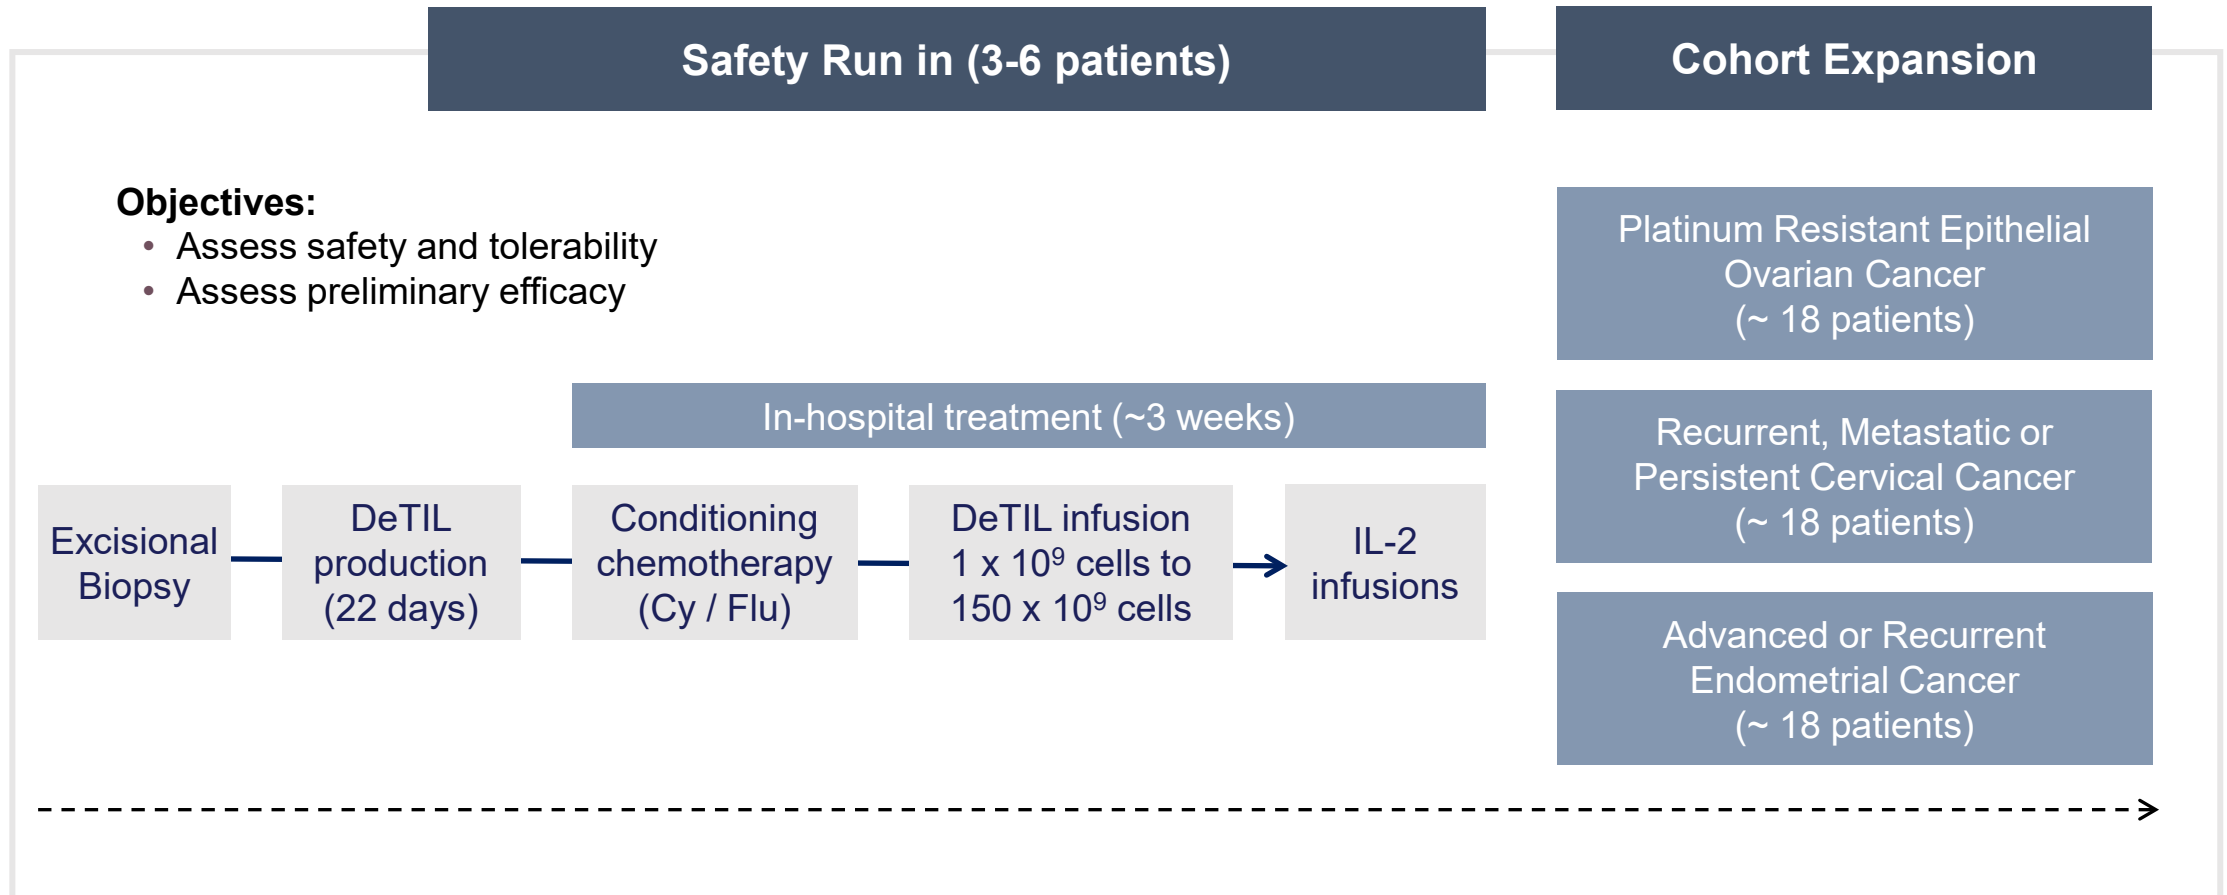 Safety Run in (3-6 patients)
Cohort Expansion
Objectives:
• Assess safety and tolerability
• Assess preliminary efficacy
In-hospital treatment (~3 weeks)
Excisional
Biopsy
DeTIL
production
(22 days)
Conditioning
chemotherapy
(Cy / Flu)
DeTIL infusion
1 x 10⁹ cells to
150 x 10⁹ cells
IL-2
infusions
Platinum Resistant Epithelial
Ovarian Cancer
(~ 18 patients)
Recurrent, Metastatic or
Persistent Cervical Cancer
(~ 18 patients)
Advanced or Recurrent
Endometrial Cancer
(~ 18 patients)